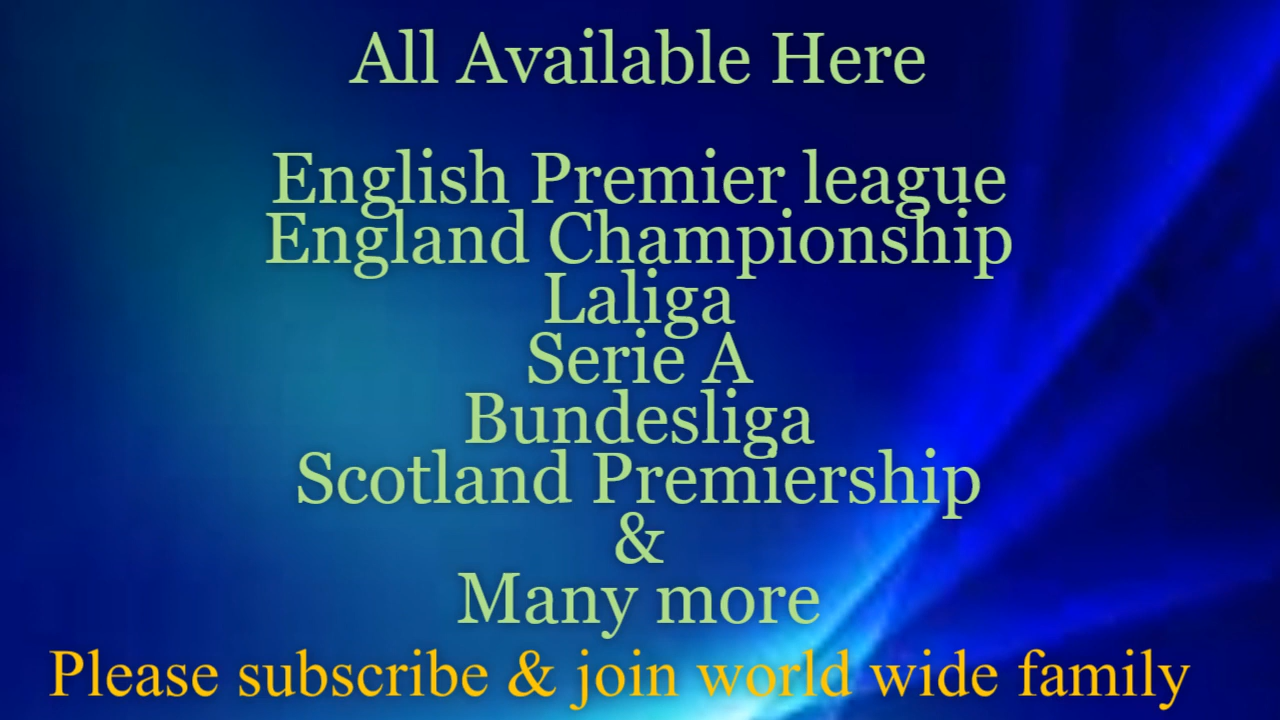 All Available Here
English Premier league
England Championship
Laliga
Serie A
Bundesliga
Scotland Premiership
&
Many more
Please subscribe & join world wide family